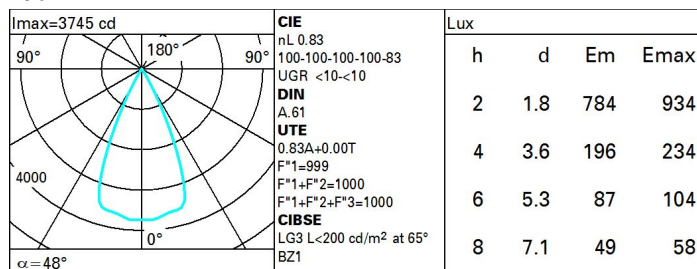 Imax=3745 cd
90° 180° 90°
4000
0°
α=48°
CIE
nL 0.83
100-100-100-100-83
UGR <10-<10
DIN
A.61
UTE
0.83A+0.00T
F"1=999
F"1+F"2=1000
F"1+F"2+F"3=1000
CIBSE
LG3 L<200 cd/m² at 65°
BZ1
Lux
h d Em Emax
2 1.8 784 934
4 3.6 196 234
6 5.3 87 104
8 7.1 49 58